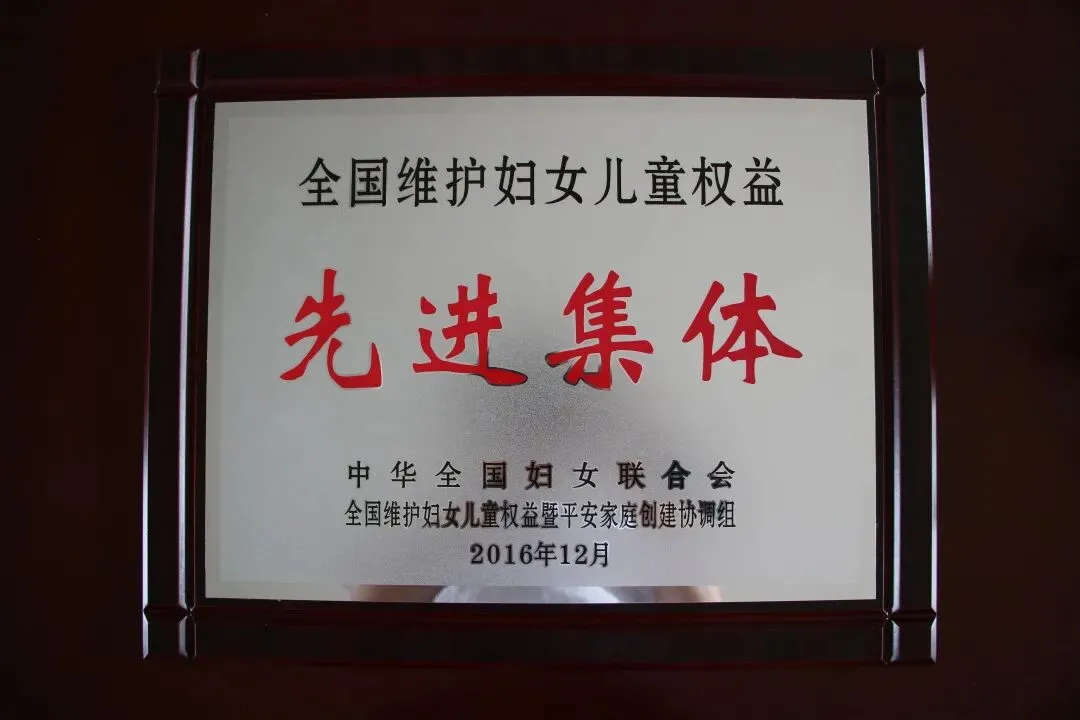 全国维护妇女儿童权益
先进集体
中华全国妇女联合会
全国维护妇女儿童权益暨平安家庭创建协调组
2016年12月